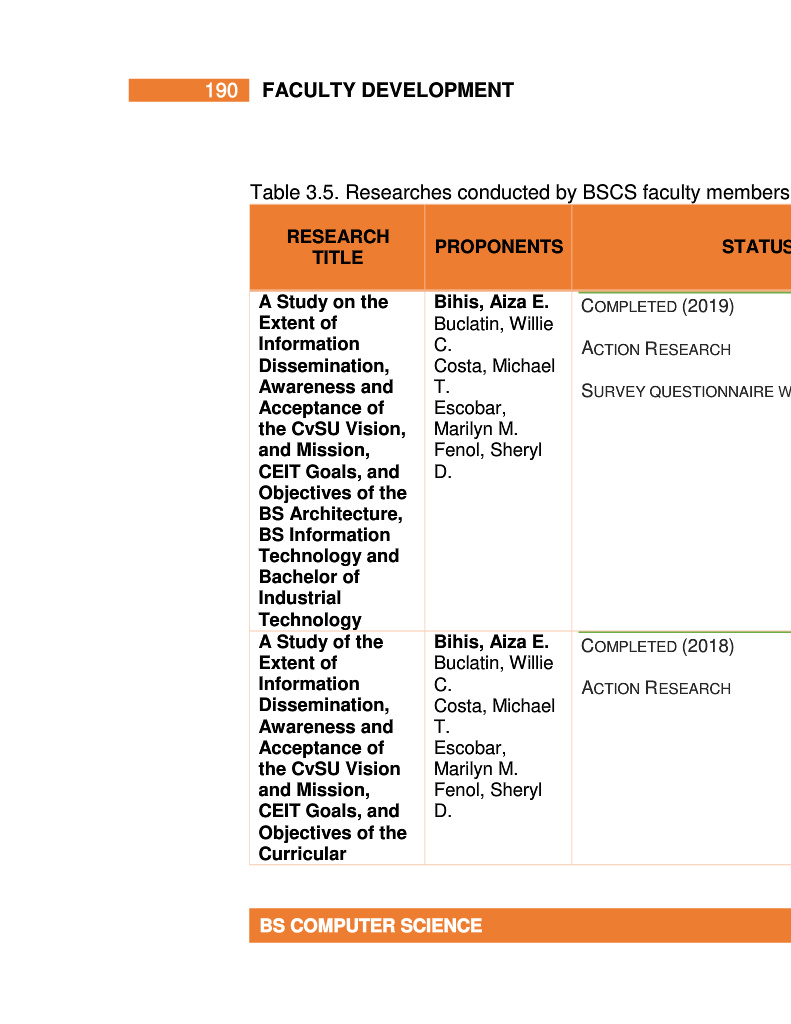 190 FACULTY DEVELOPMENT
Table 3.5. Researches conducted by BSCS faculty members
RESEARCH
TITLE
PROPONENTS
STATUS
A Study on the
Extent of
Information
Dissemination,
Awareness and
Acceptance of
the CvSU Vision,
and Mission,
CEIT Goals, and
Objectives of the
BS Architecture,
BS Information
Technology and
Bachelor of
Industrial
Technology
Bihis, Aiza E.
Buclatin, Willie
C.
Costa, Michael
T.
Escobar,
Marilyn M.
Fenol, Sheryl
D.
COMPLETED (2019)
ACTION RESEARCH
SURVEY QUESTIONNAIRE
A Study of the
Extent of
Information
Dissemination,
Awareness and
Acceptance of
the CvSU Vision
and Mission,
CEIT Goals, and
Objectives of the
Curricular
Bihis, Aiza E.
Buclatin, Willie
C.
Costa, Michael
T.
Escobar,
Marilyn M.
Fenol, Sheryl
D.
COMPLETED (2018)
ACTION RESEARCH
BS COMPUTER SCIENCE